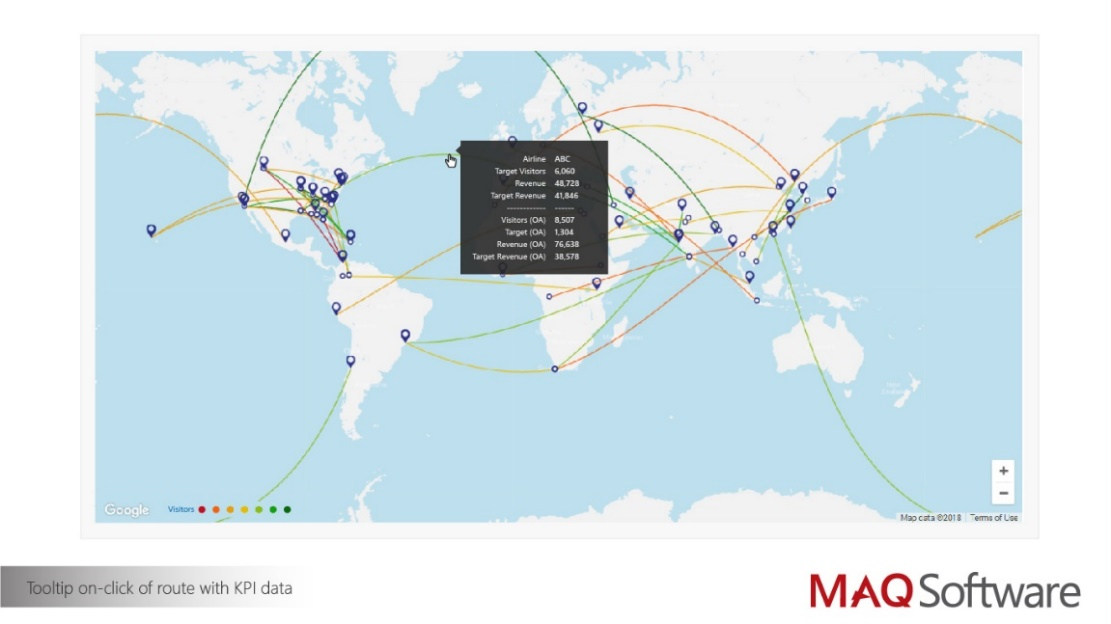 Airline ABC
Target Visitors 6,060
Revenue 48,728
Target Revenue 41,846
------------ ------
Visitors (OA) 8,507
Target (OA) 1,304
Revenue (OA) 76,638
Target Revenue (OA) 38,578
+
−
Google
Visitors
Map data ©2018
Terms of Use
Tooltip on-click of route with KPI data
MAQ Software